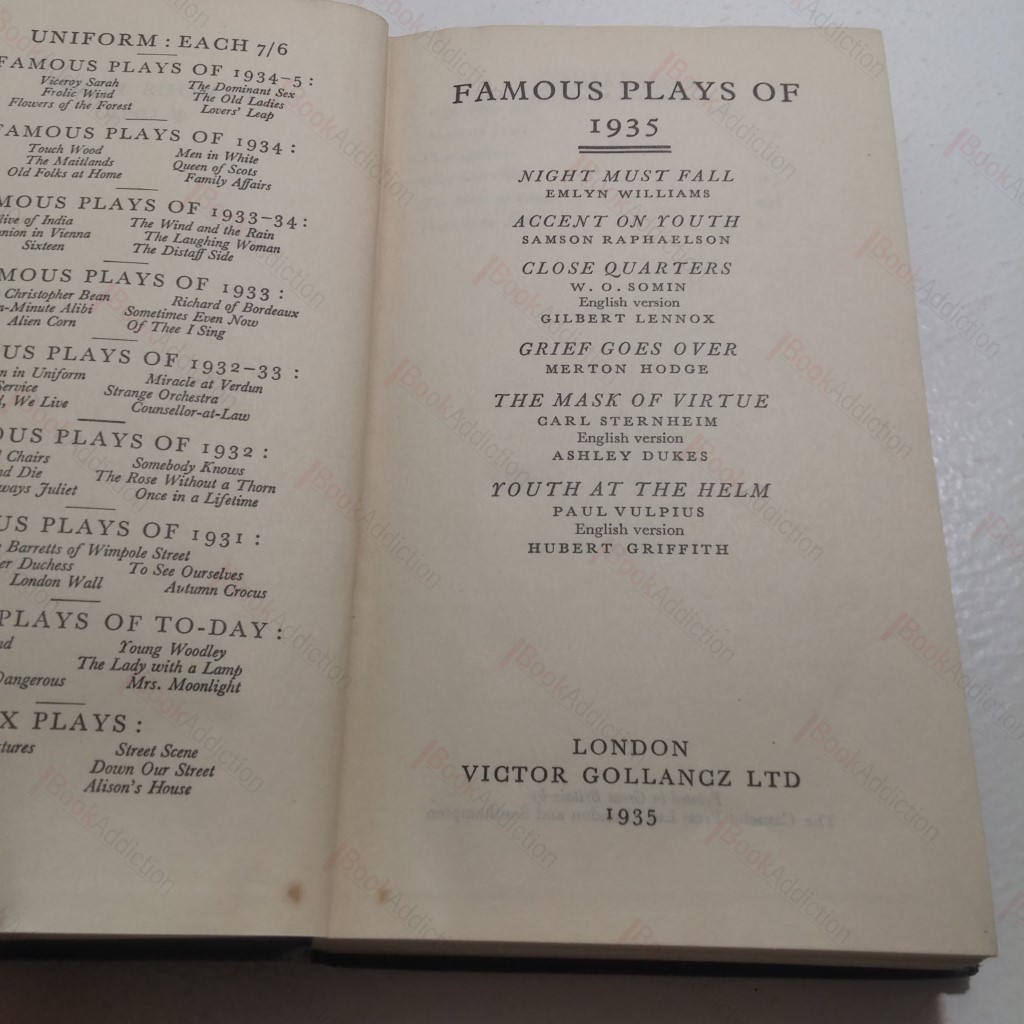 UNIFORM : EACH 7/6
FAMOUS PLAYS OF 1934-5 :
Viceroy Sarah The Dominant Sex
Frolic Wind The Old Ladies
Flowers of the Forest Lovers' Leap
FAMOUS PLAYS OF 1934 :
Touch Wood Men in White
The Maitlands Queen of Scots
Old Folks at Home Family Affairs
MOUS PLAYS OF 1933-34 :
live of India The Wind and the Rain
union in Vienna The Laughing Woman
Sixteen The Distaff Side
MOUS PLAYS OF 1933 :
Christopher Bean Richard of Bordeaux
n-Minute Alibi Sometimes Even Now
Alien Corn Of Thee I Sing
US PLAYS OF 1932-33 :
n in Uniform Miracle at Verdun
Service Strange Orchestra
, We Live Counsellor-at-Law
OUS PLAYS OF 1932 :
Chairs Somebody Knows
nd Die The Rose Without a Thorn
ways Juliet Once in a Lifetime
US PLAYS OF 1931 :
Barretts of Wimpole Street
er Duchess To See Ourselves
London Wall Autumn Crocus
PLAYS OF TO-DAY :
nd Young Woodley
The Lady with a Lamp
Dangerous Mrs. Moonlight
X PLAYS :
tures Street Scene
Down Our Street
Alison's House
FAMOUS PLAYS OF
1935
NIGHT MUST FALL
EMLYN WILLIAMS
ACCENT ON YOUTH
SAMSON RAPHAELSON
CLOSE QUARTERS
W. O. SOMIN
English version
GILBERT LENNOX
GRIEF GOES OVER
MERTON HODGE
THE MASK OF VIRTUE
CARL STERNHEIM
English version
ASHLEY DUKES
YOUTH AT THE HELM
PAUL VULPIUS
English version
HUBERT GRIFFITH
LONDON
VICTOR GOLLANCZ LTD
1935
BookAddiction